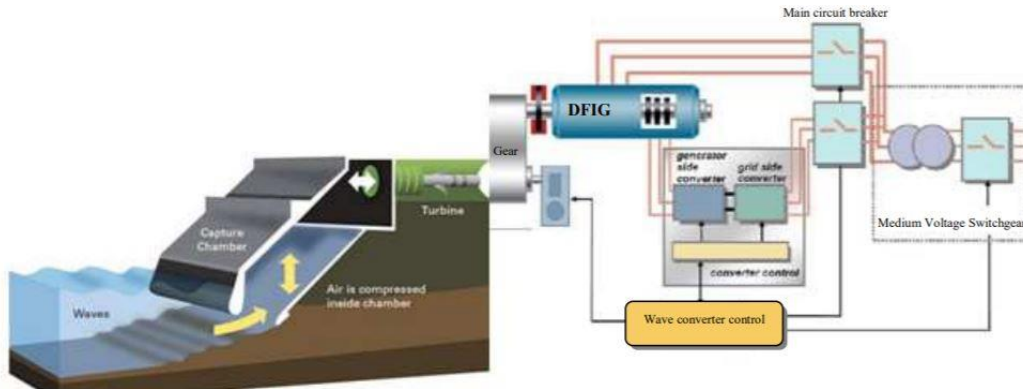 Main circuit breaker
DFIG
Gear
generator
side
converter
grid side
converter
Turbine
Capture
Chamber
Medium Voltage Switchgear
converter control
Air is compressed
inside chamber
Waves
Wave converter control